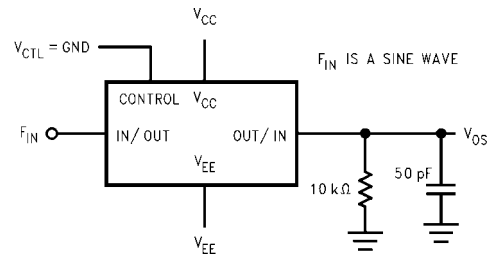 V_CC
V_CTL = GND
F_IN IS A SINE WAVE
CONTROL V_CC
F_IN IN/OUT OUT/IN V_OS
V_EE
10 kΩ 50 pF
V_EE